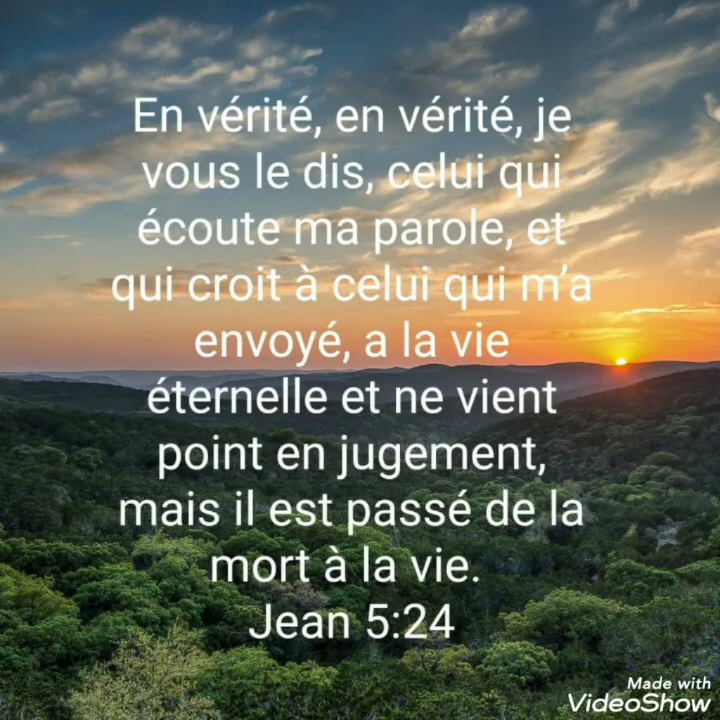 En vérité, en vérité, je
vous le dis, celui qui
écoute ma parole, et
qui croit à celui qui m’a
envoyé, a la vie
éternelle et ne vient
point en jugement,
mais il est passé de la
mort à la vie.
Jean 5:24
Made with
VideoShow